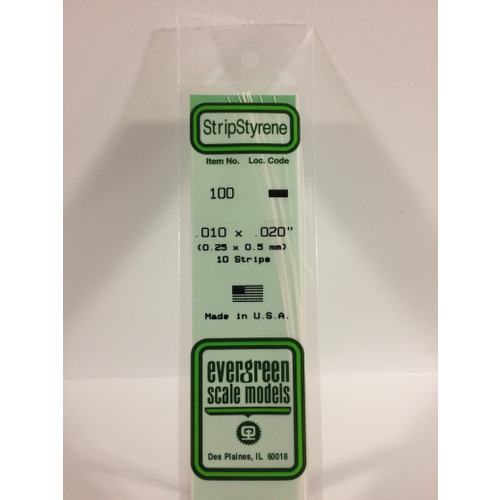 StripStyrene
Item No. Loc. Code
100
.010 x .020"
(0.25 x 0.5 mm)
10 Strips
Made in U.S.A.
evergreen
scale models
Des Plaines, IL 60018